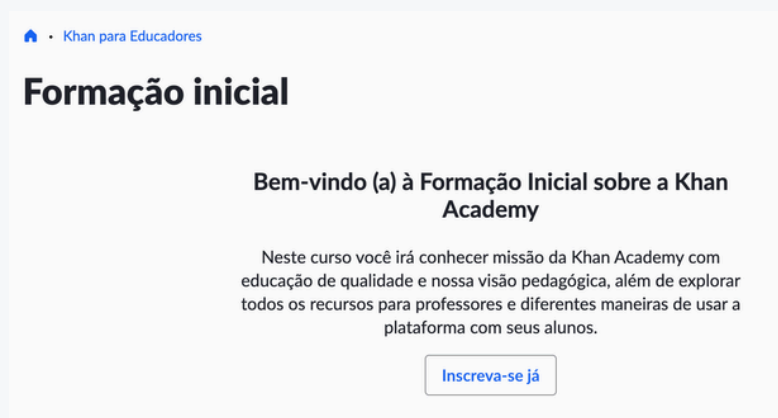 Khan para Educadores
Formação inicial
Bem-vindo (a) à Formação Inicial sobre a Khan
Academy
Neste curso você irá conhecer missão da Khan Academy com
educação de qualidade e nossa visão pedagógica, além de explorar
todos os recursos para professores e diferentes maneiras de usar a
plataforma com seus alunos.
Inscreva-se já